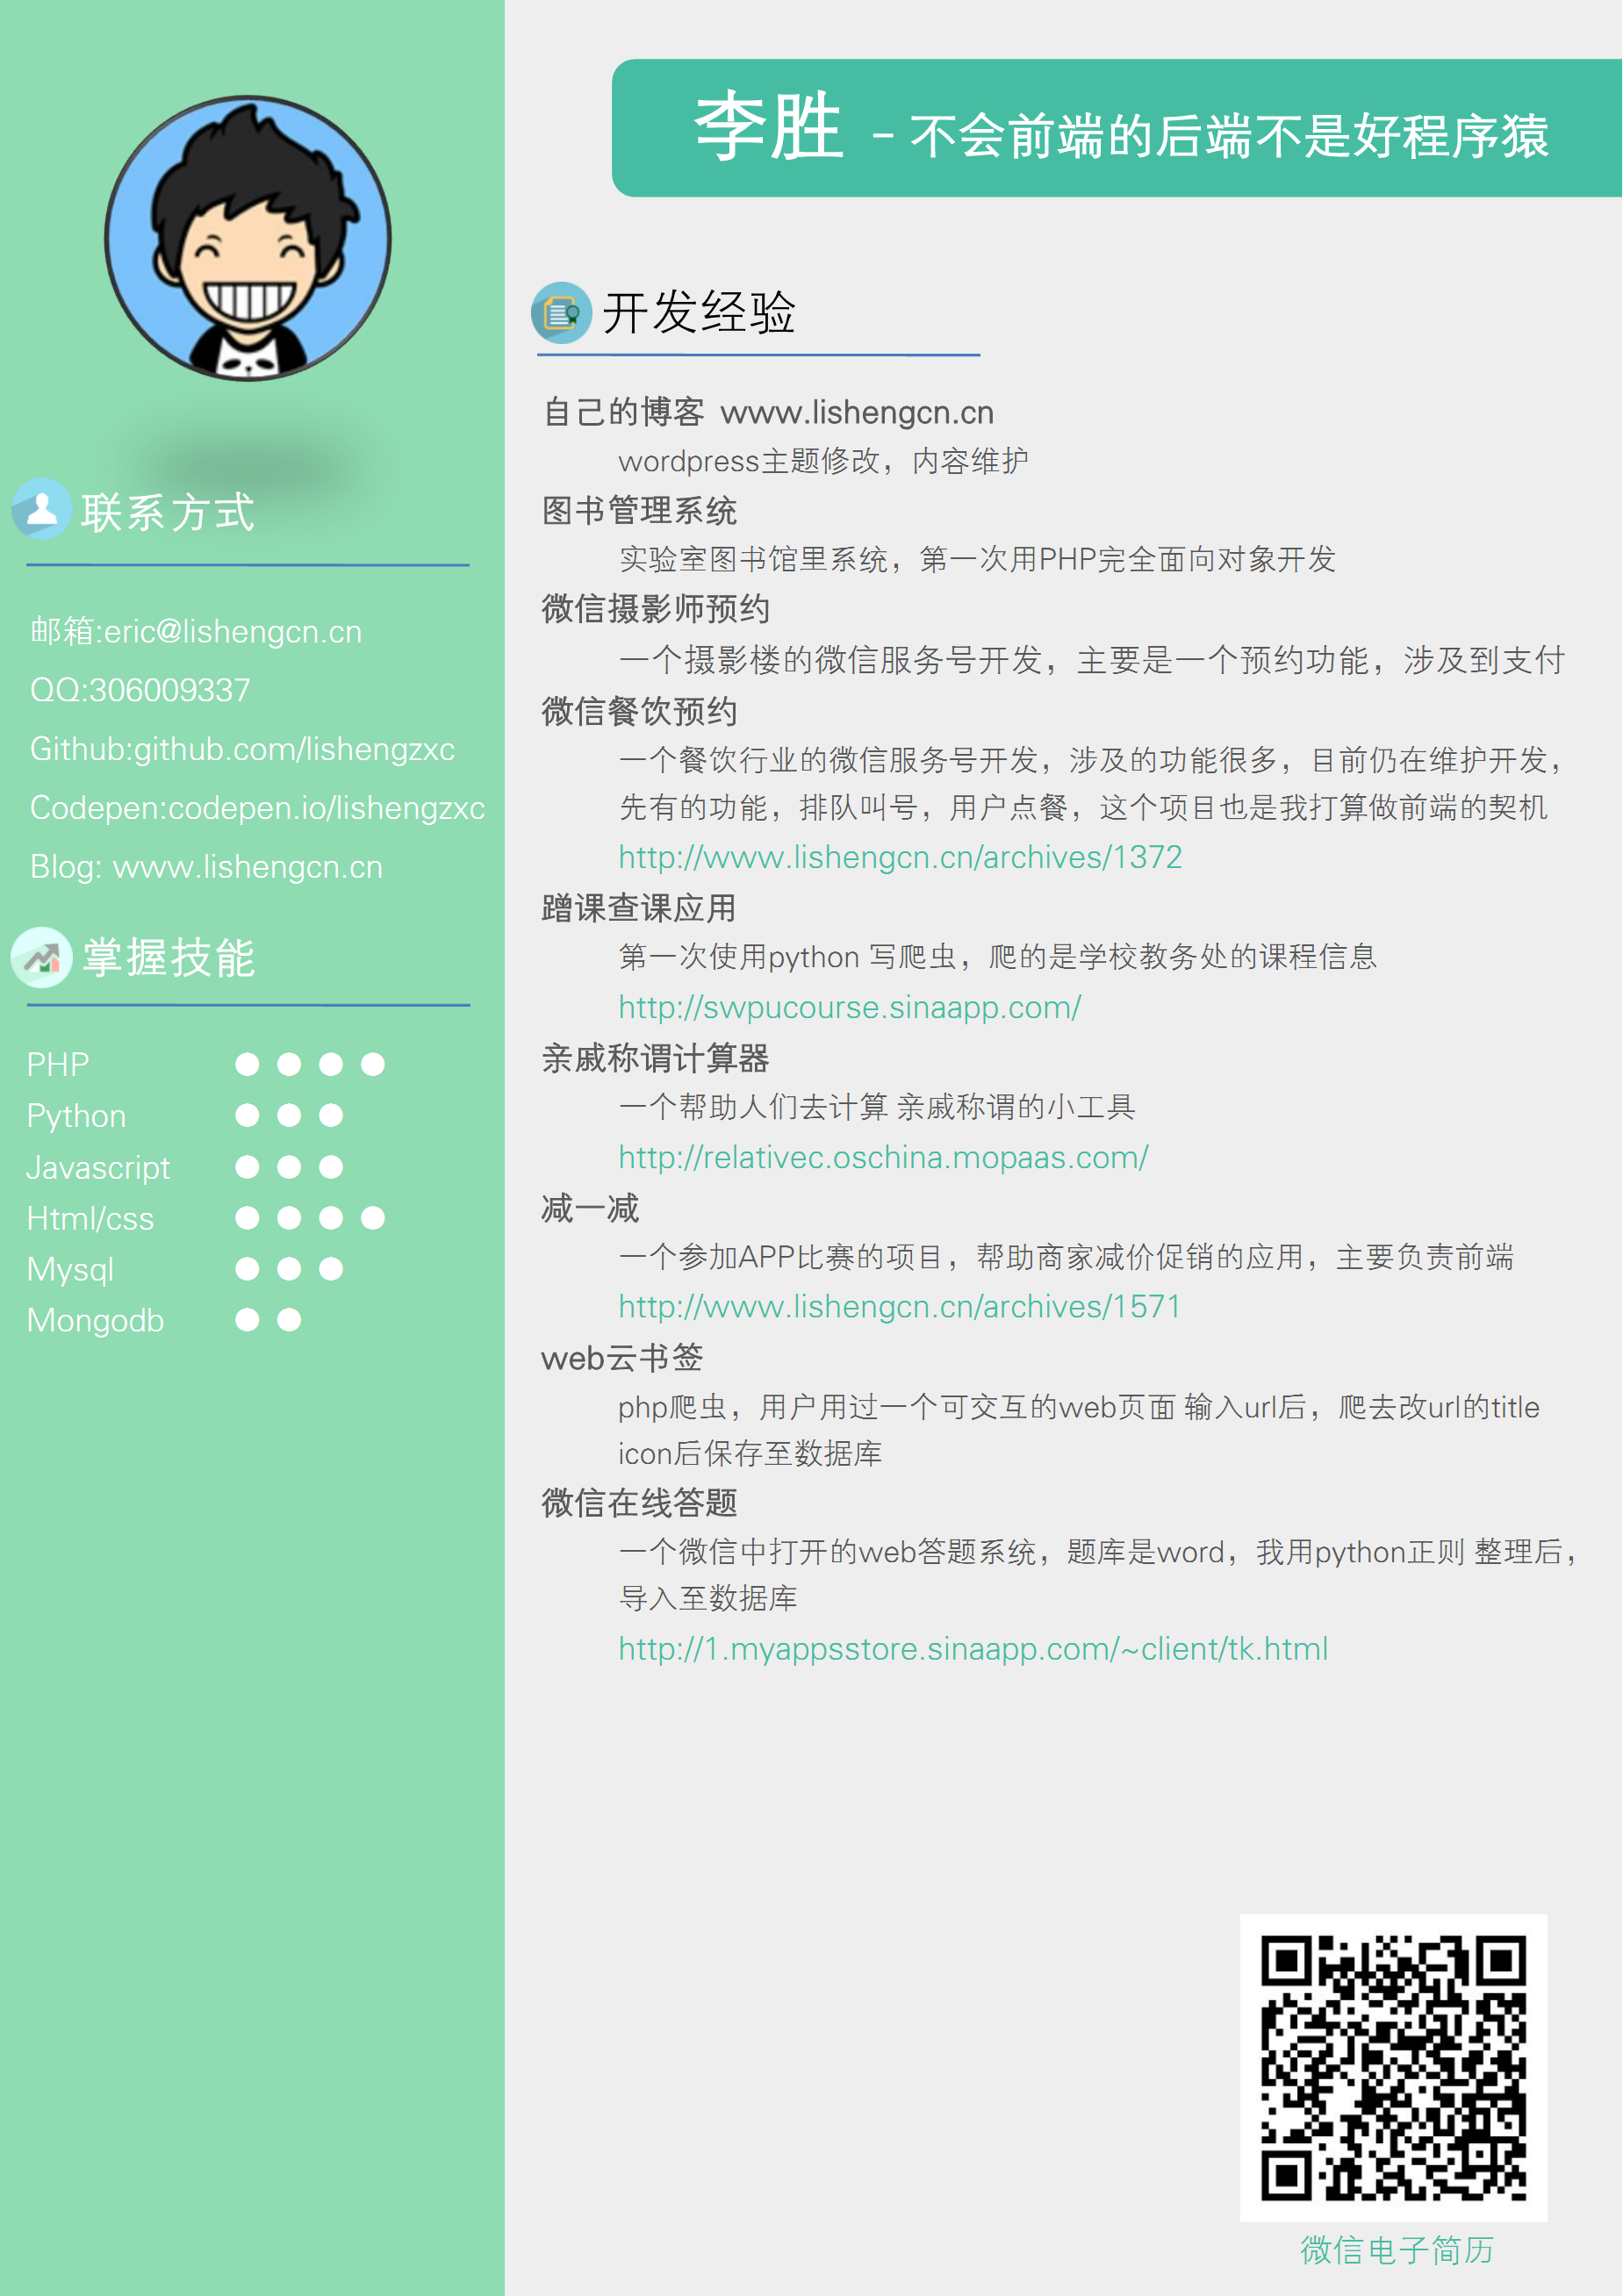 李胜 - 不会前端的后端不是好程序猿
联系方式
邮箱:eric@lishengcn.cn
QQ:306009337
Github:github.com/lishengzxc
Codepen:codepen.io/lishengzxc
Blog: www.lishengcn.cn
掌握技能
PHP
Python
Javascript
Html/css
Mysql
Mongodb
开发经验
自己的博客 www.lishengcn.cn
wordpress主题修改，内容维护
图书管理系统
实验室图书馆里系统，第一次用PHP完全面向对象开发
微信摄影师预约
一个摄影楼的微信服务号开发，主要是一个预约功能，涉及到支付
微信餐饮预约
一个餐饮行业的微信服务号开发，涉及的功能很多，目前仍在维护开发，
先有的功能，排队叫号，用户点餐，这个项目也是我打算做前端的契机
http://www.lishengcn.cn/archives/1372
蹭课查课应用
第一次使用python 写爬虫，爬的是学校教务处的课程信息
http://swpucourse.sinaapp.com/
亲戚称谓计算器
一个帮助人们去计算 亲戚称谓的小工具
http://relativec.oschina.mopaas.com/
减一减
一个参加APP比赛的项目，帮助商家减价促销的应用，主要负责前端
http://www.lishengcn.cn/archives/1571
web云书签
php爬虫，用户用过一个可交互的web页面 输入url后，爬去改url的title
icon后保存至数据库
微信在线答题
一个微信中打开的web答题系统，题库是word，我用python正则 整理后，
导入至数据库
http://1.myappsstore.sinaapp.com/~client/tk.html
微信电子简历